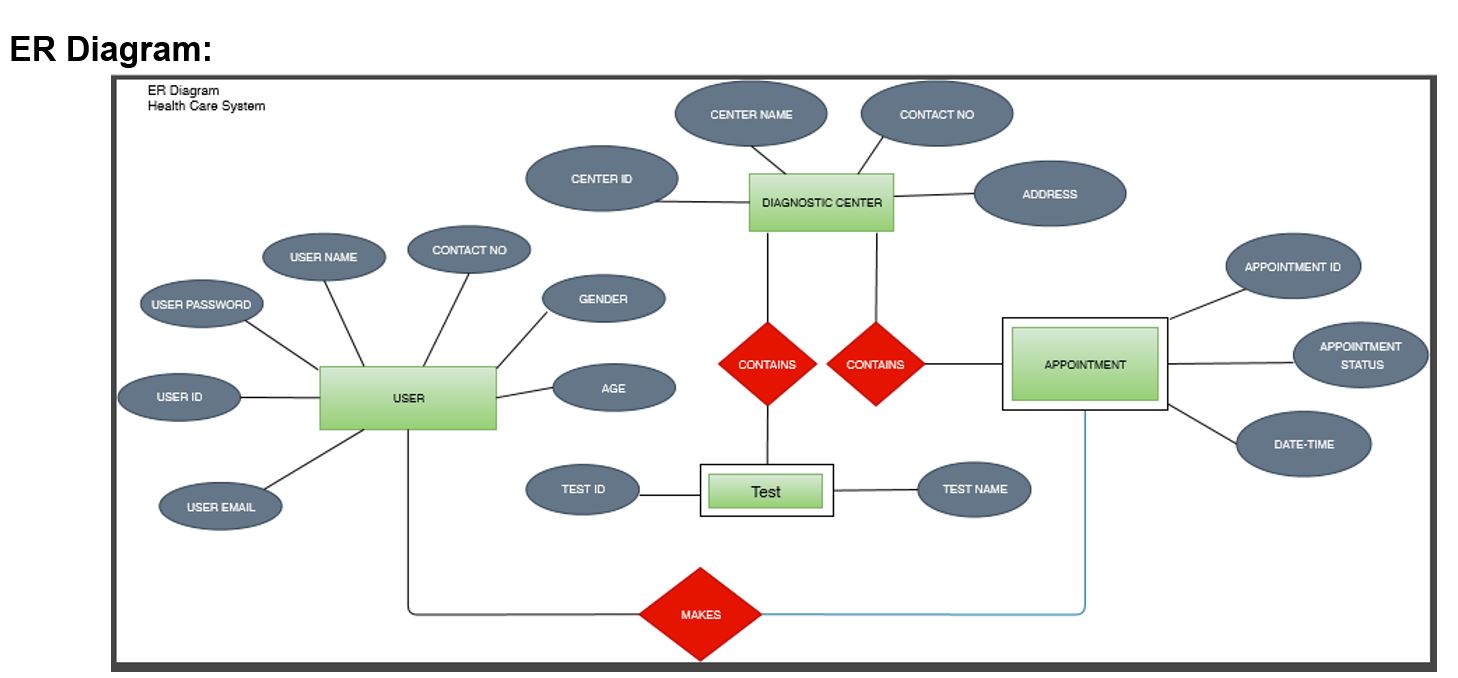 ER Diagram:
ER Diagram
Health Care System
CENTER NAME
CONTACT NO
CENTER ID
ADDRESS
DIAGNOSTIC CENTER
USER NAME
CONTACT NO
USER PASSWORD
GENDER
APPOINTMENT ID
USER ID
USER
AGE
CONTAINS
CONTAINS
APPOINTMENT
APPOINTMENT
STATUS
DATE-TIME
USER EMAIL
TEST ID
Test
TEST NAME
MAKES